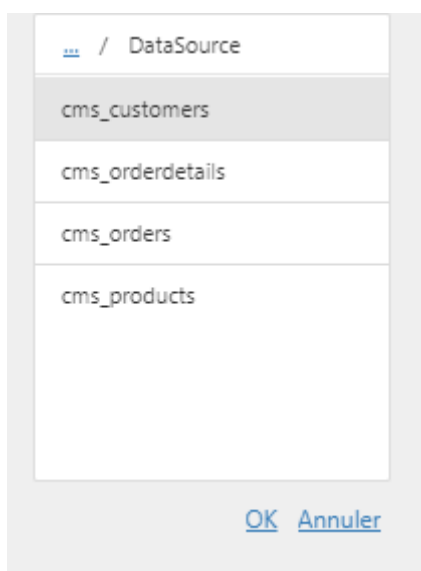 ... / DataSource
cms_customers
cms_orderdetails
cms_orders
cms_products
OK Annuler